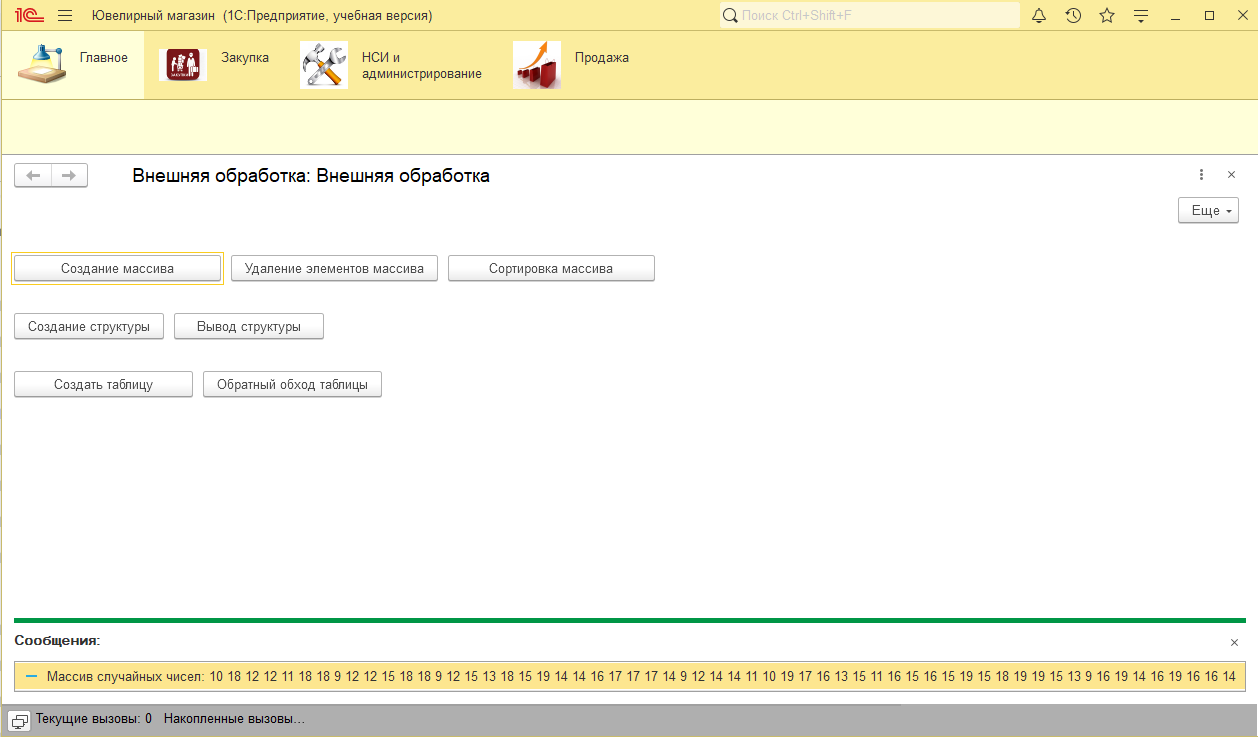 1С Ювелирный магазин (1С:Предприятие, учебная версия) Поиск Ctrl+Shift+F
Главное Закупка НСИ и администрирование Продажа
Внешняя обработка: Внешняя обработка
Еще
Создание массива Удаление элементов массива Сортировка массива
Создание структуры Вывод структуры
Создать таблицу Обратный обход таблицы
Сообщения:
Массив случайных чисел: 10 18 12 12 11 18 18 9 12 12 15 18 18 9 12 15 13 18 15 19 14 14 16 17 17 17 14 9 12 14 14 11 10 19 17 16 13 15 11 16 15 16 15 19 15 18 19 19 15 13 9 16 19 14 16 19 16 16 14
Текущие вызовы: 0 Накопленные вызовы...